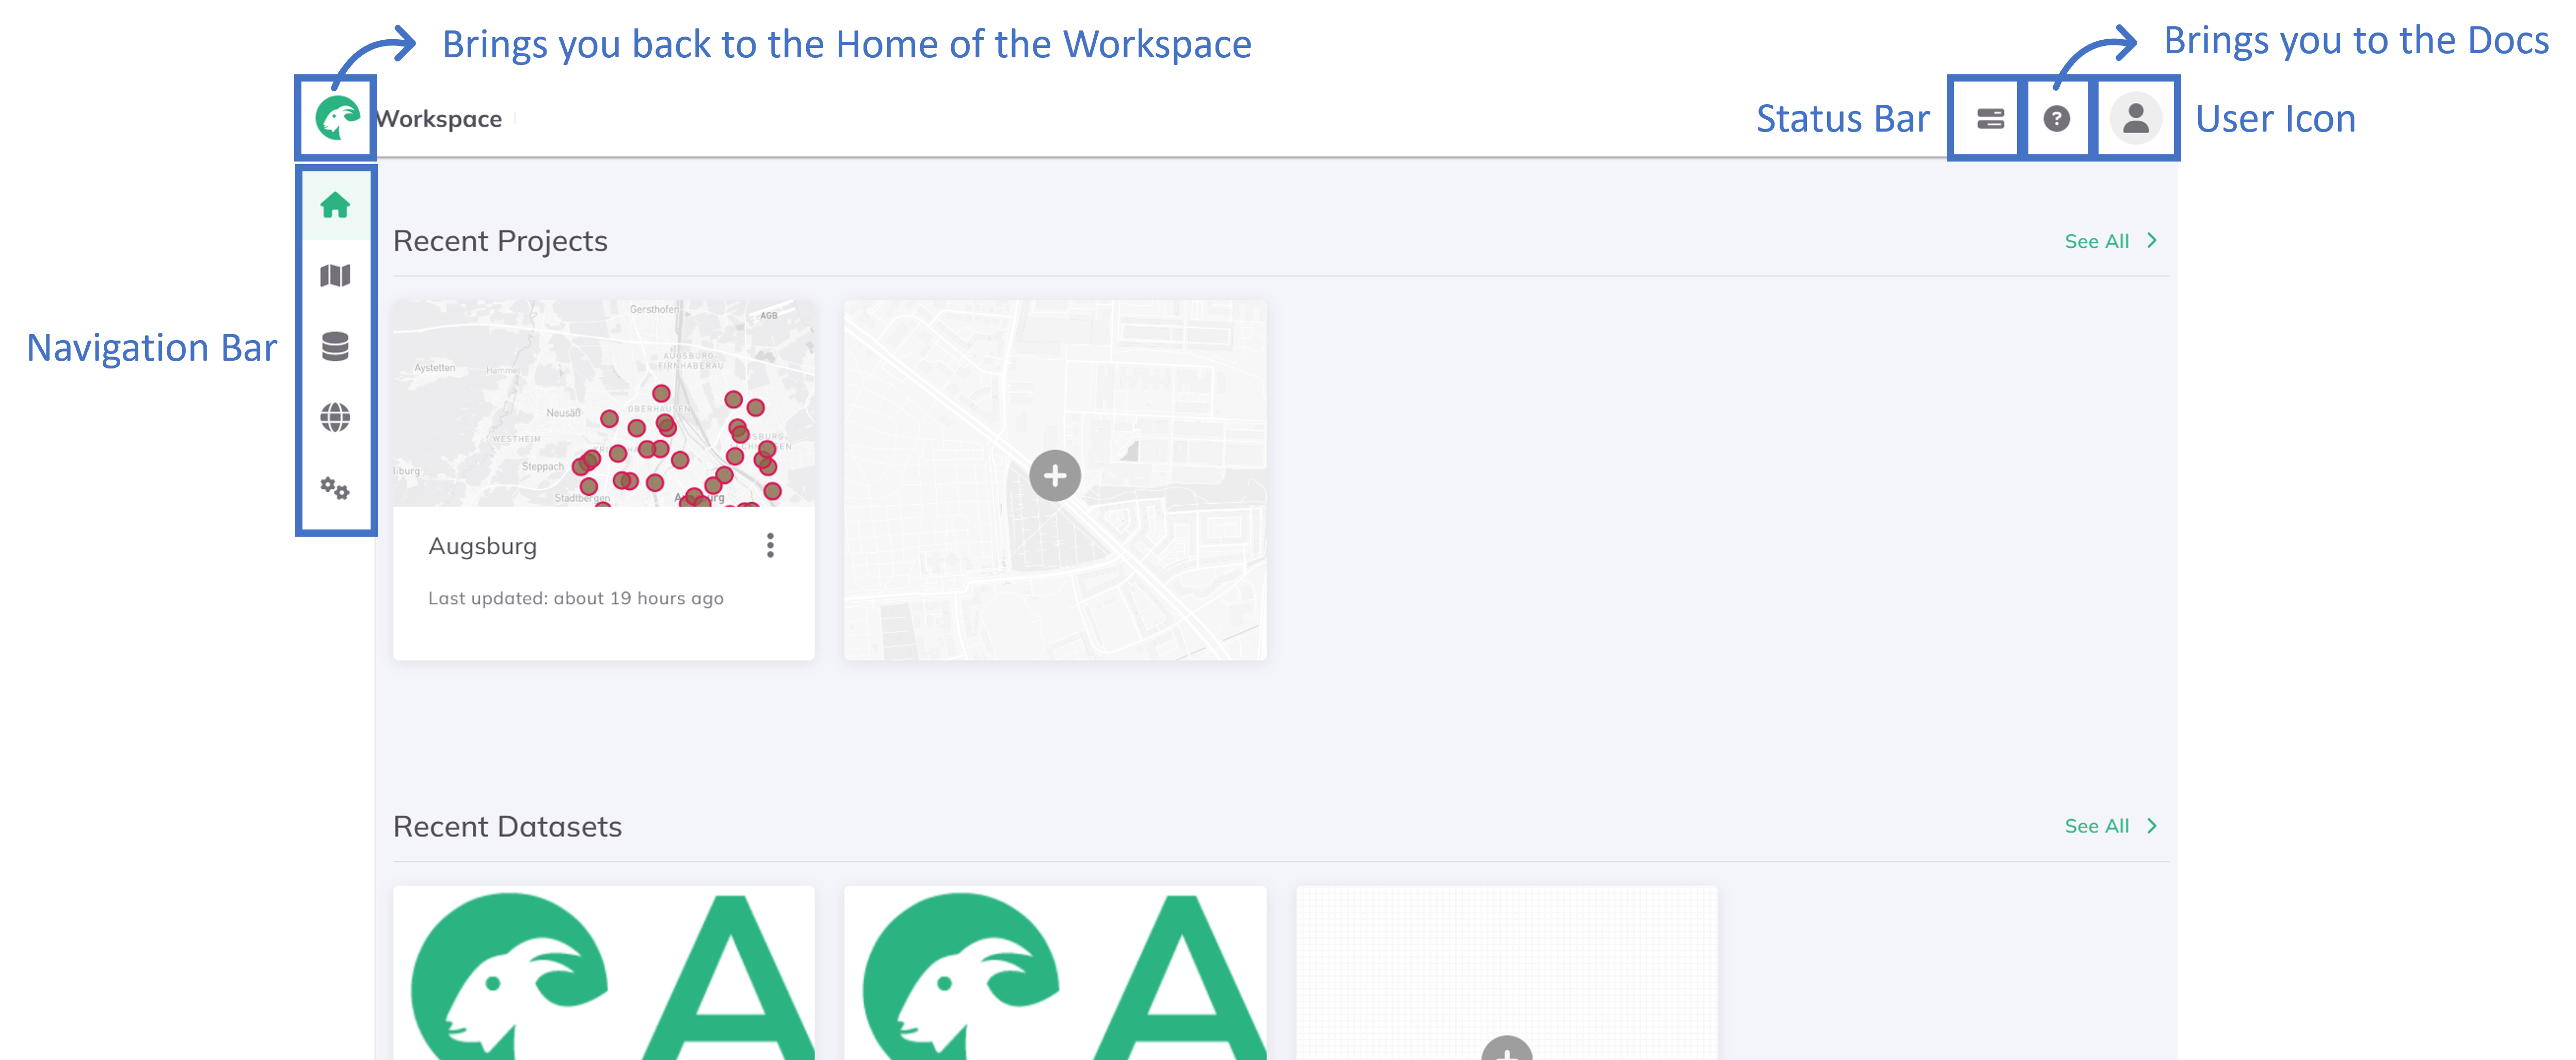 Brings you back to the Home of the Workspace
Brings you to the Docs
Workspace
Status Bar
?
User Icon
Recent Projects
See All
Navigation Bar
Gersthofen
AGB
AUGSBURG-
FIRNHABERAU
Aystetten
Hammel
Neusäß
OBERHAUSEN
WESTHEIM
Steppach
Stadtbergen
Augsburg
Last updated: about 19 hours ago
Recent Datasets
See All
A
A